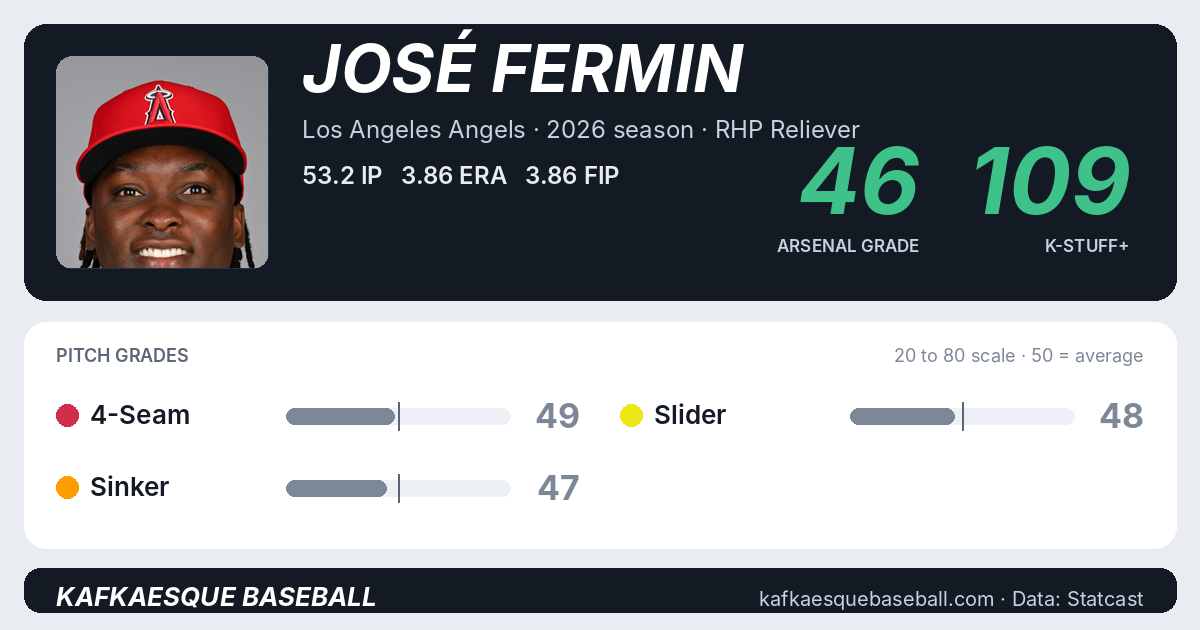 JOSÉ FERMIN
Los Angeles Angels · 2026 season · RHP Reliever
53.2 IP 3.86 ERA 3.86 FIP
46 109
ARSENAL GRADE K-STUFF+
PITCH GRADES 20 to 80 scale · 50 = average
4-Seam 49 Slider 48
Sinker 47
KAFKAESQUE BASEBALL kafkaesquebaseball.com · Data: Statcast